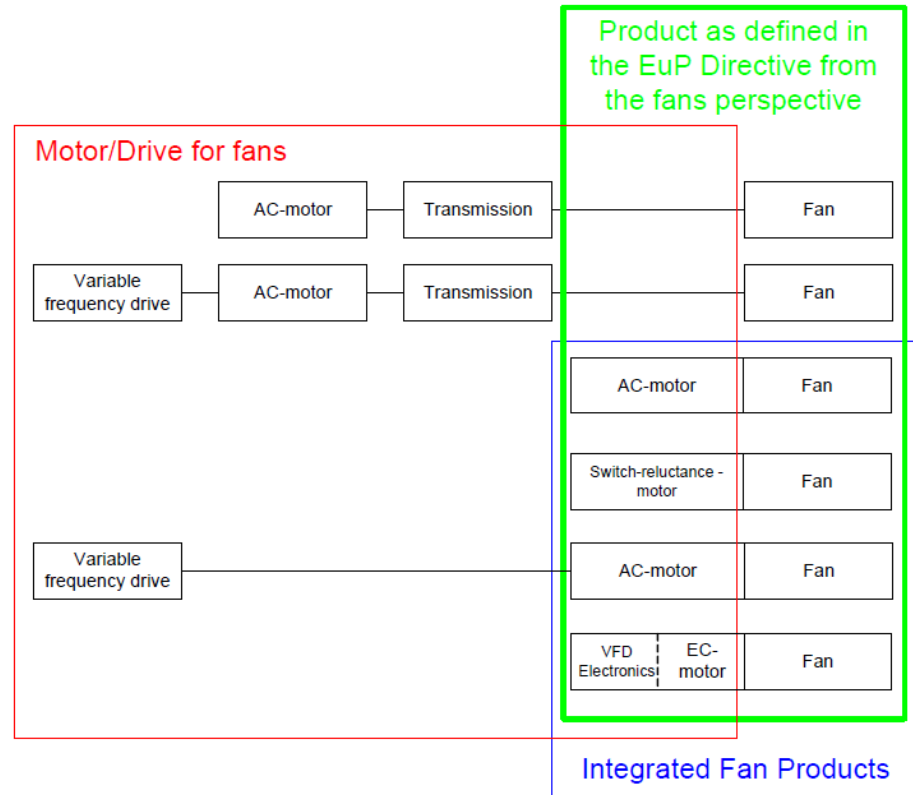 Product as defined in
the EuP Directive from
the fans perspective
Motor/Drive for fans
AC-motor
Transmission
Fan
Variable
frequency drive
AC-motor
Transmission
Fan
AC-motor
Fan
Switch-reluctance -
motor
Fan
Variable
frequency drive
AC-motor
Fan
VFD
Electronics
EC-
motor
Fan
Integrated Fan Products